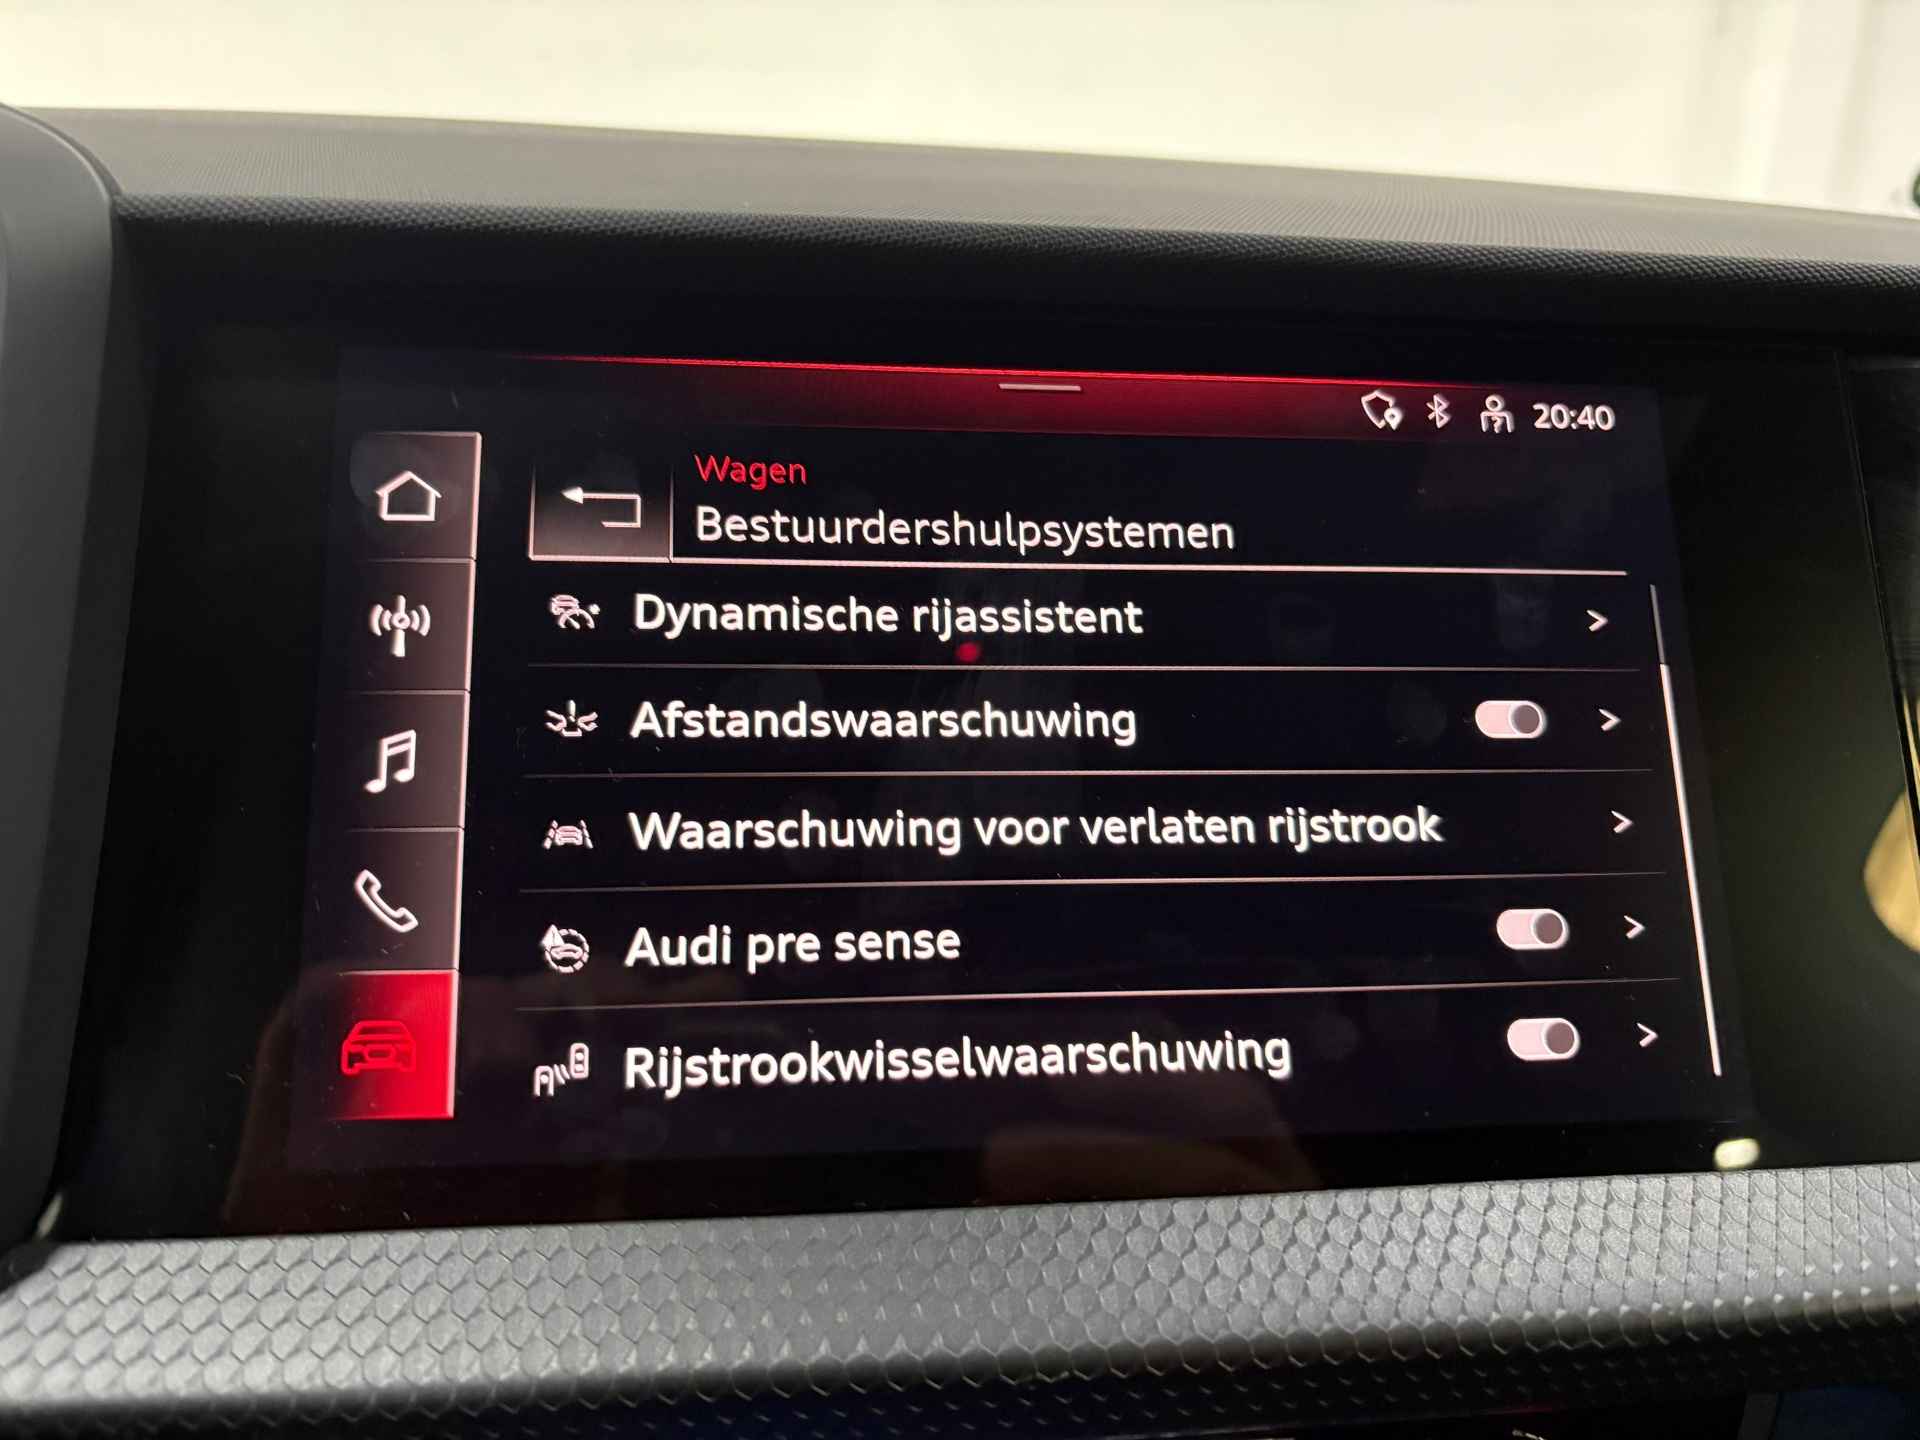 20:40
Wagen
Bestuurdershulpsystemen
Dynamische rijassistent
Afstandswaarschuwing
Waarschuwing voor verlaten rijstrook
Audi pre sense
Rijstrookwisselwaarschuwing